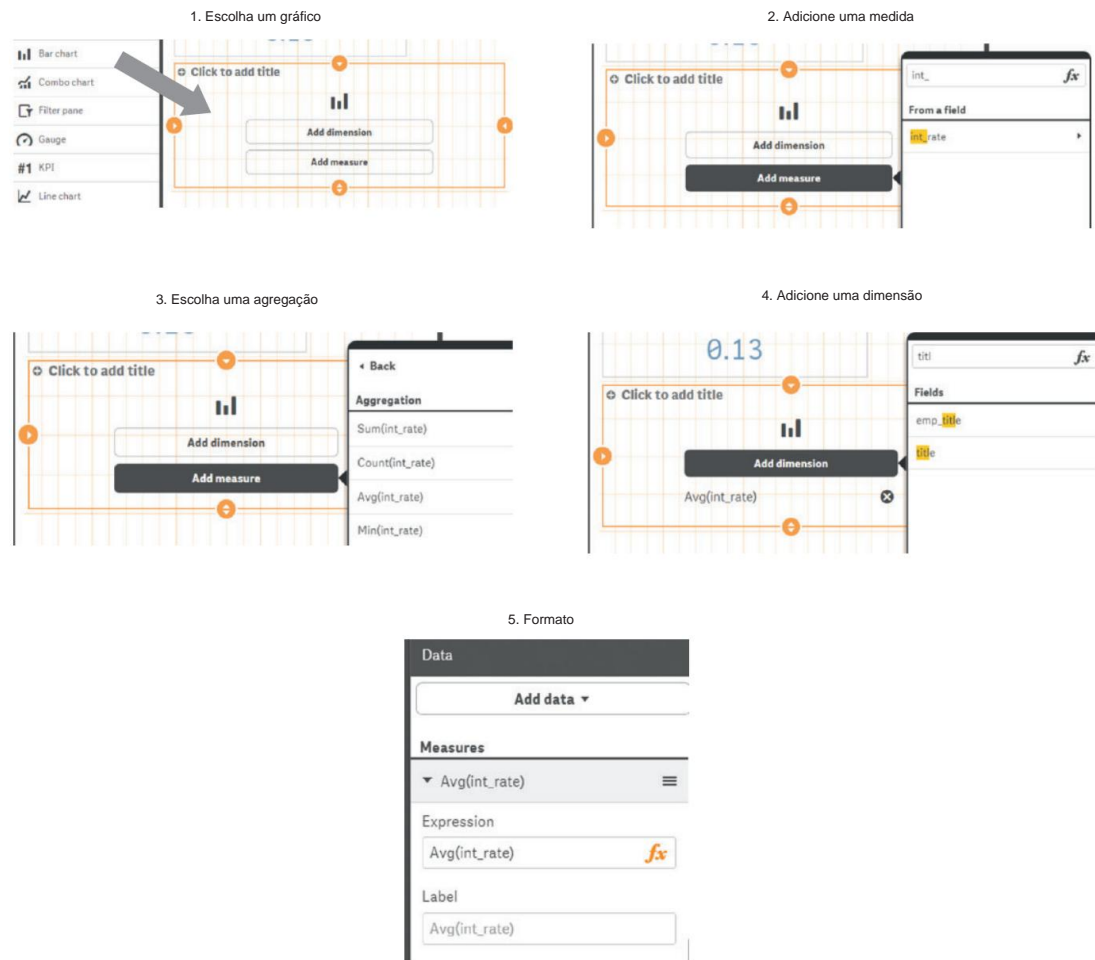 1. Escolha um gráfico
Bar chart
Combo chart
Filter pane
Gauge
#1 KPI
Line chart
Click to add title
Add dimension
Add measure
2. Adicione uma medida
Click to add title
Add dimension
Add measure
int_
fx
From a field
int_rate
3. Escolha uma agregação
Click to add title
Add dimension
Add measure
Back
Aggregation
Sum(int_rate)
Count(int_rate)
Avg(int_rate)
Min(int_rate)
4. Adicione uma dimensão
0.13
Click to add title
Add dimension
Avg(int_rate)
titl
fx
Fields
emp_title
title
5. Formato
Data
Add data
Measures
Avg(int_rate)
Expression
Avg(int_rate)
fx
Label
Avg(int_rate)